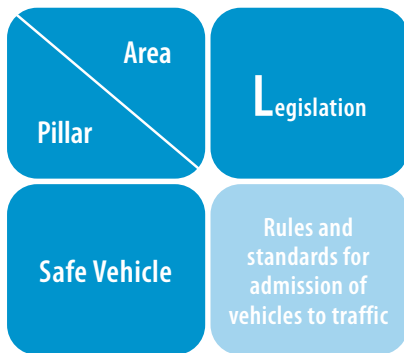 Area
Pillar
Legislation
Safe Vehicle
Rules and
standards for
admission of
vehicles to traffic